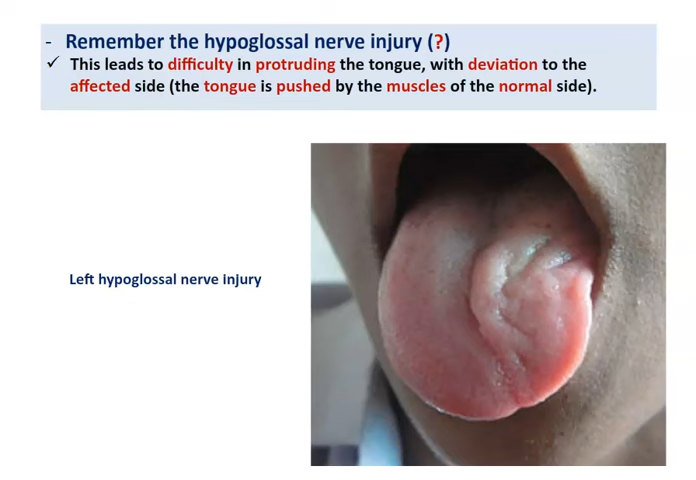 - Remember the hypoglossal nerve injury (?)
✓ This leads to difficulty in protruding the tongue, with deviation to the
affected side (the tongue is pushed by the muscles of the normal side).
Left hypoglossal nerve injury